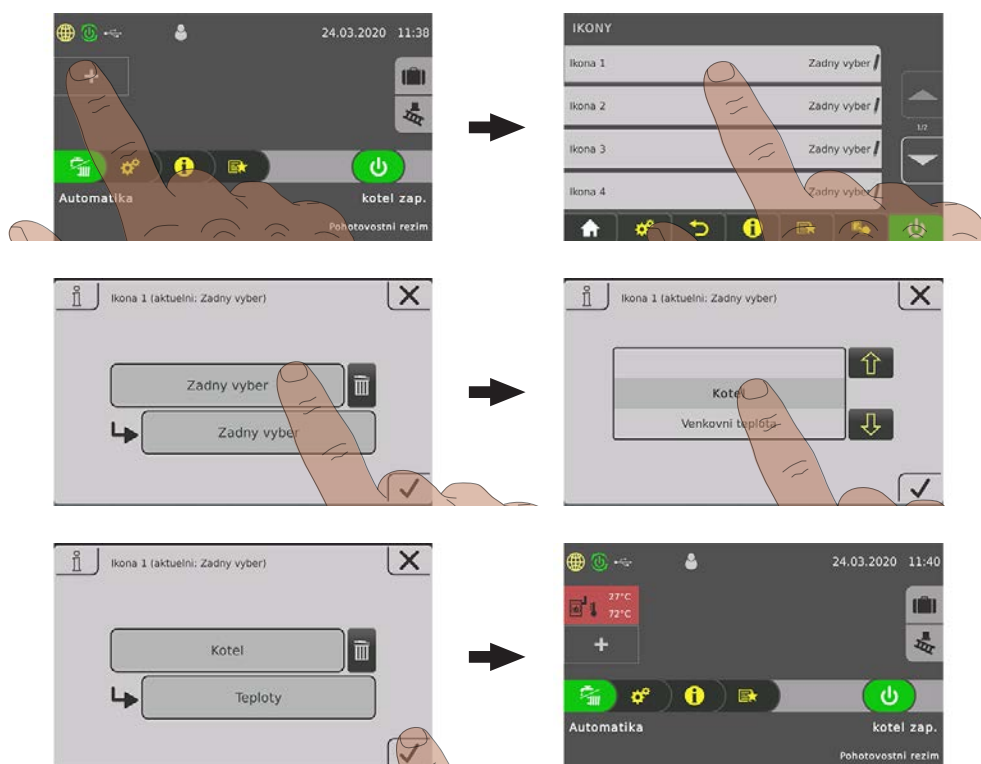 24.03.2020 11:38
+
Automatika
kotel zap.
Pohotovostni rezim
IKONY
Ikona 1 Zadny vyber
Ikona 2 Zadny vyber
1/2
Ikona 3 Zadny vyber
Ikona 4 Zadny vyber
Ikona 1 (aktuelni: Zadny vyber)
Zadny vyber
Zadny vyber
Ikona 1 (aktuelni: Zadny vyber)
Kotel
Venkovni teplota
Ikona 1 (aktuelni: Zadny vyber)
Kotel
Teploty
24.03.2020 11:40
27°C
72°C
+
Automatika
kotel zap.
Pohotovostni rezim